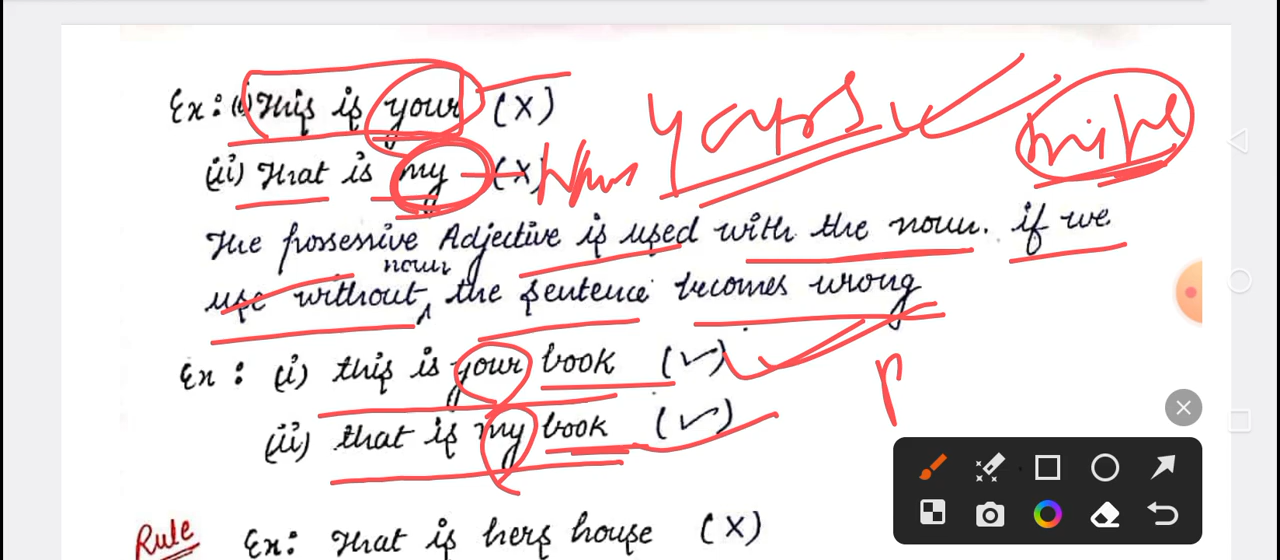 Ex: (i) This is your (X) yours
(ii) That is my (X) Noun mine
The possessive Adjective is used with the noun. if we
use without noun, the sentence becomes wrong
Ex: (i) this is your book (✓)
(ii) that is my book (✓)
Rule Ex: That is hers house (X)